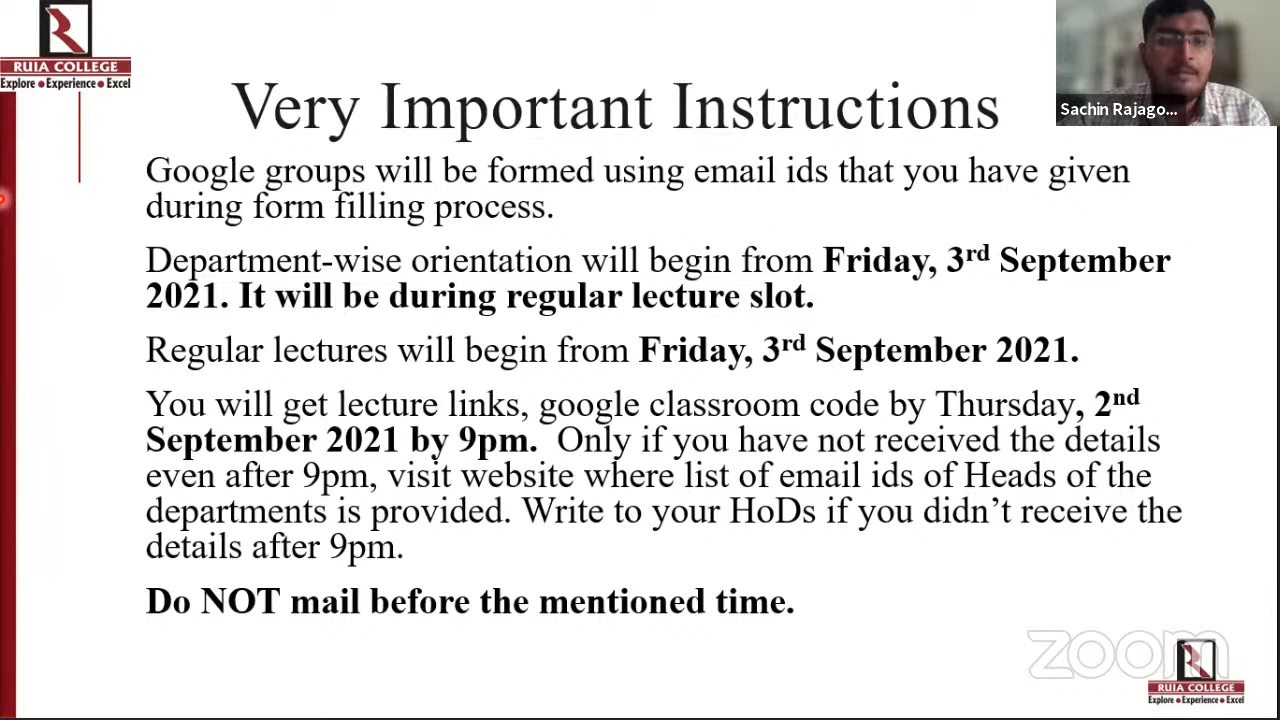 RUIA COLLEGE
Explore ● Experience ● Excel
Sachin Rajago...
Very Important Instructions
Google groups will be formed using email ids that you have given
during form filling process.
Department-wise orientation will begin from Friday, 3rd September
2021. It will be during regular lecture slot.
Regular lectures will begin from Friday, 3rd September 2021.
You will get lecture links, google classroom code by Thursday, 2nd
September 2021 by 9pm. Only if you have not received the details
even after 9pm, visit website where list of email ids of Heads of the
departments is provided. Write to your HoDs if you didn’t receive the
details after 9pm.
Do NOT mail before the mentioned time.
zoom
RUIA COLLEGE
Explore ● Experience ● Excel